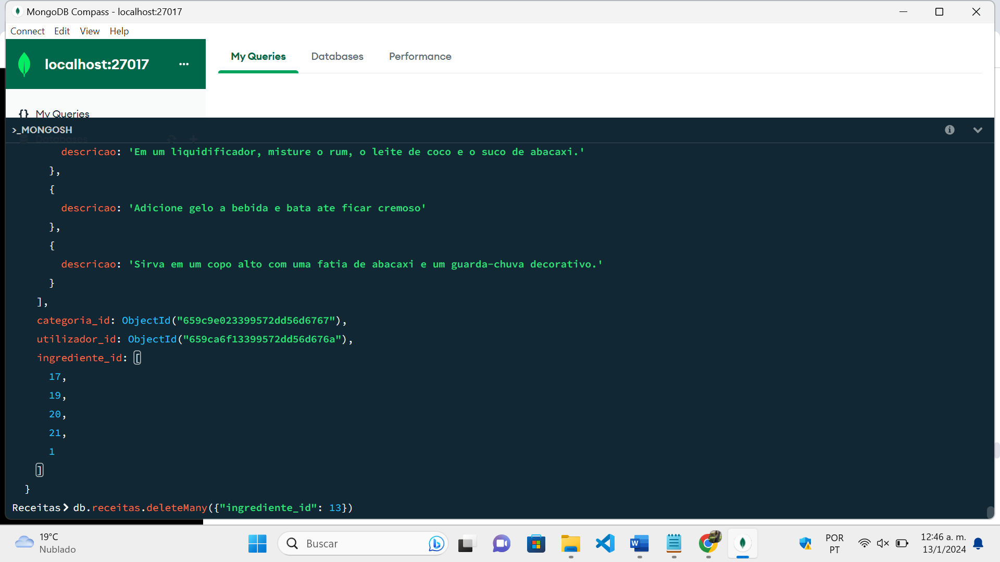 MongoDB Compass - localhost:27017
Connect Edit View Help
localhost:27017 ...
My Queries Databases Performance
{} My Queries
>_MONGOSH
Databases
descricao: 'Em um liquidificador, misture o rum, o leite de coco e o suco de abacaxi.'
},
{
descricao: 'Adicione gelo a bebida e bata ate ficar cremoso'
},
{
descricao: 'Sirva em um copo alto com uma fatia de abacaxi e um guarda-chuva decorativo.'
}
],
categoria_id: ObjectId("659c9e023399572dd56d6767"),
utilizador_id: ObjectId("659ca6f13399572dd56d676a"),
ingrediente_id: [
17,
19,
20,
21,
1
]
}
Receitas> db.receitas.deleteMany({"ingrediente_id": 13})
19°C
Nublado
Buscar
POR
PT
12:46 a. m.
13/1/2024